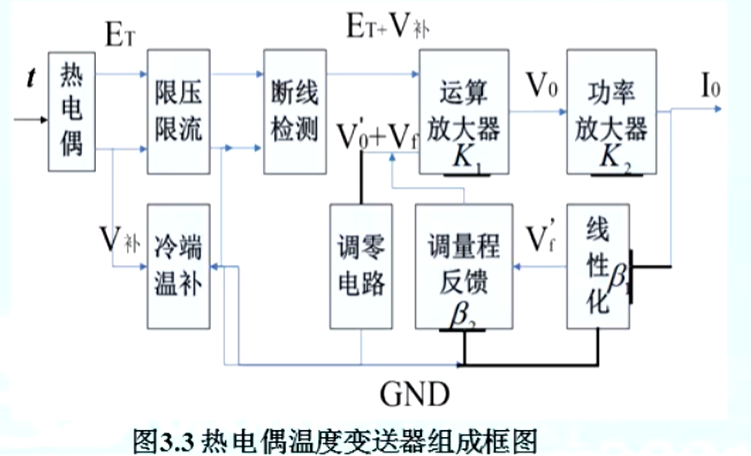 E_T
E_T+V补
t
热电偶
限压
限流
断线
检测
运算
放大器
K₁
V₀
功率
放大器
K₂
I₀
V₀'+V_f
V补
冷端
温补
调零
电路
调量程
反馈
β₂
V_f'
线性化
β₁
GND
图3.3 热电偶温度变送器组成框图